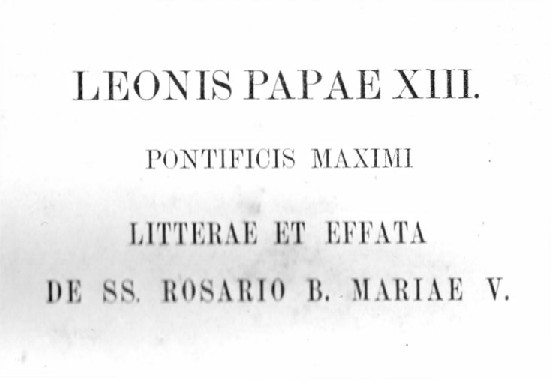 LEONIS PAPAE XIII.
PONTIFICIS MAXIMI
LITTERAE ET EFFATA
DE SS. ROSARIO B. MARIAE V.